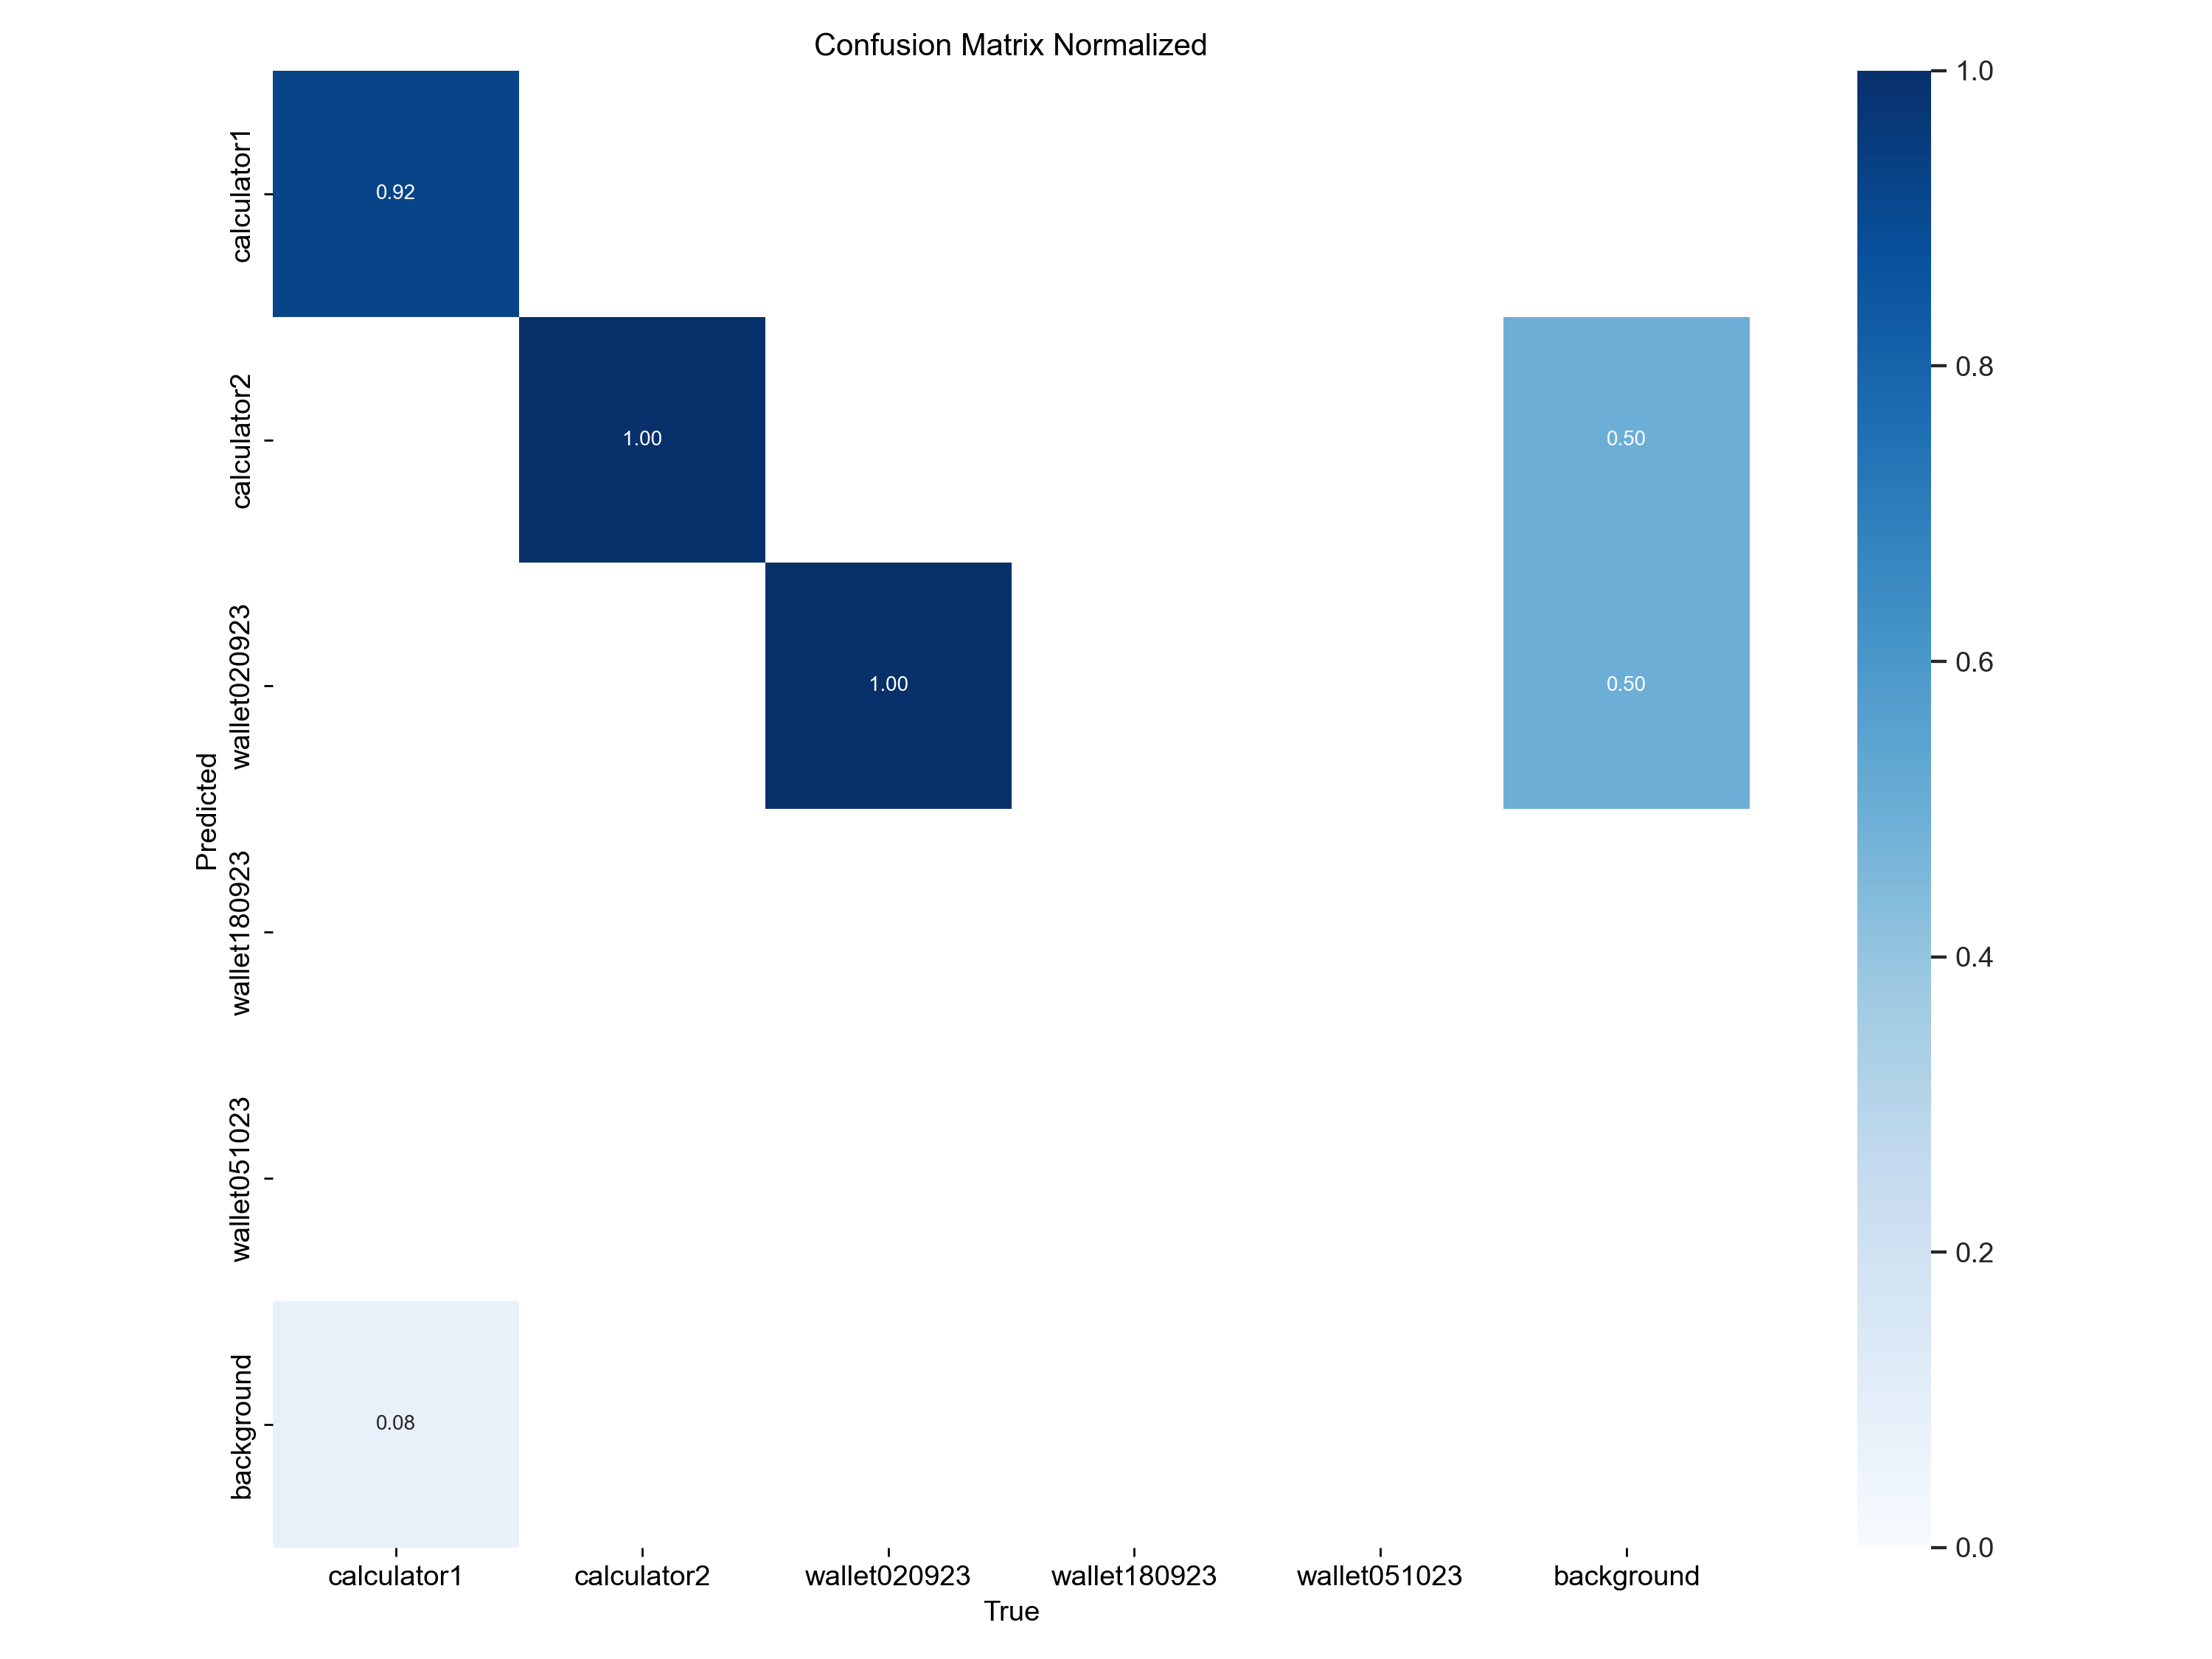 Confusion Matrix Normalized
calculator1
calculator2
wallet020923
wallet180923
wallet051023
background
Predicted
0.92
1.00
0.50
1.00
0.50
0.08
calculator1
calculator2
wallet020923
wallet180923
wallet051023
background
True
1.0
0.8
0.6
0.4
0.2
0.0